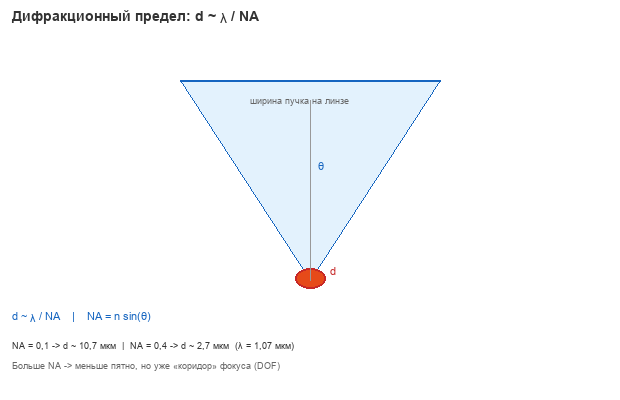 Дифракционный предел: d ~ λ / NA
ширина пучка на линзе
θ
d
d ~ λ / NA | NA = n sin(θ)
NA = 0,1 -> d ~ 10,7 мкм | NA = 0,4 -> d ~ 2,7 мкм (λ = 1,07 мкм)
Больше NA -> меньше пятно, но уже «коридор» фокуса (DOF)